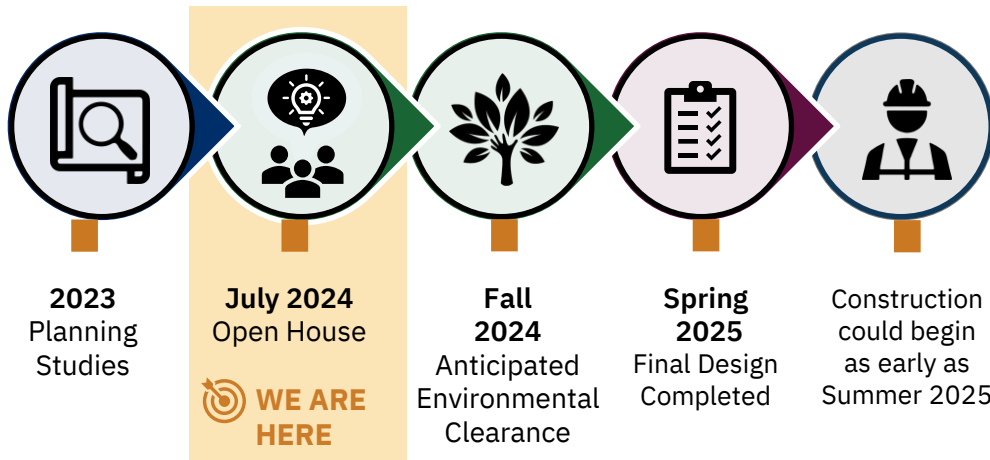 2023
Planning
Studies
July 2024
Open House
WE ARE
HERE
Fall
2024
Anticipated
Environmental
Clearance
Spring
2025
Final Design
Completed
Construction
could begin
as early as
Summer 2025